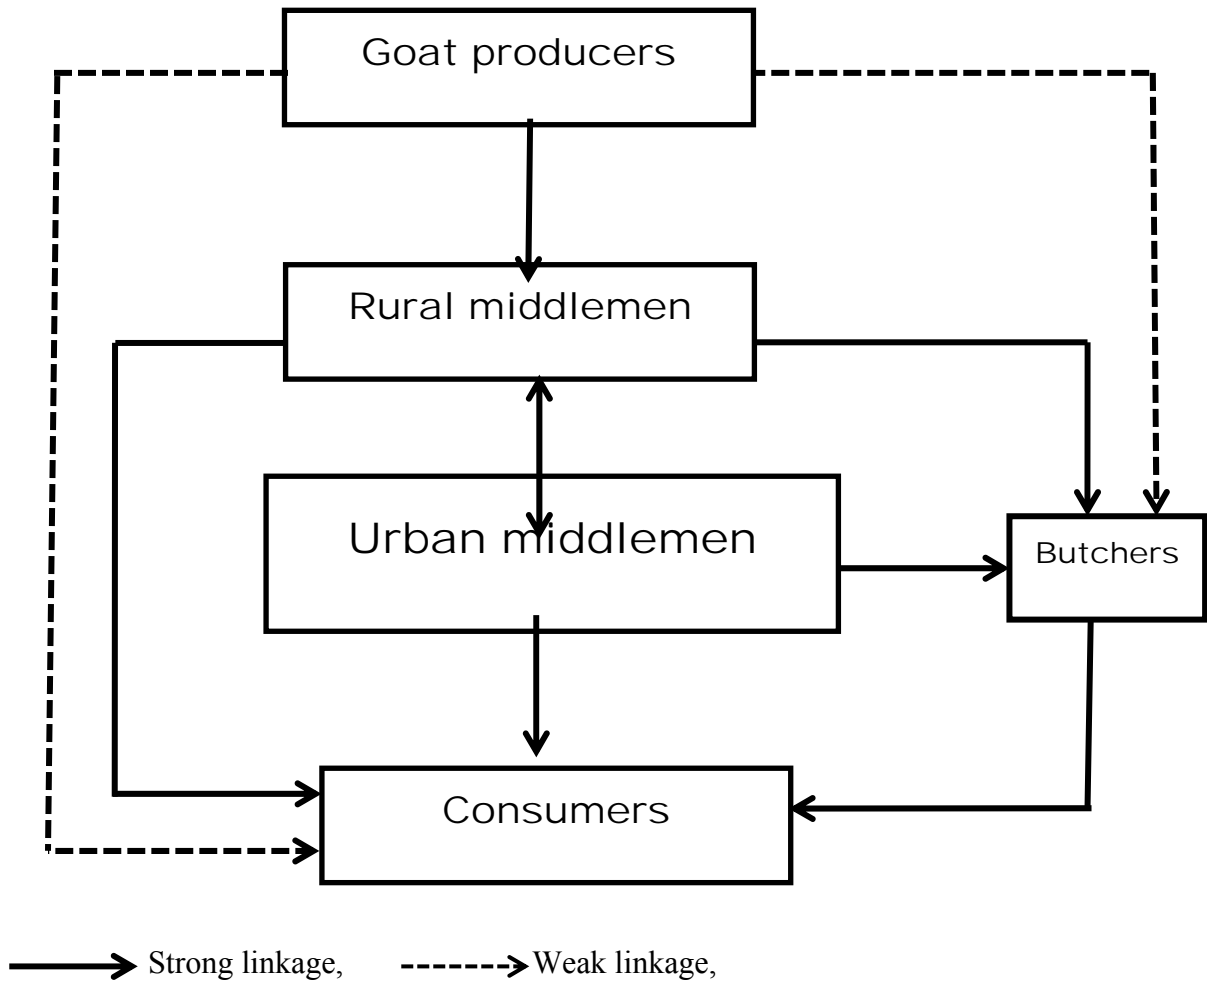 Goat producers
Rural middlemen
Urban middlemen
Butchers
Consumers
Strong linkage, Weak linkage,